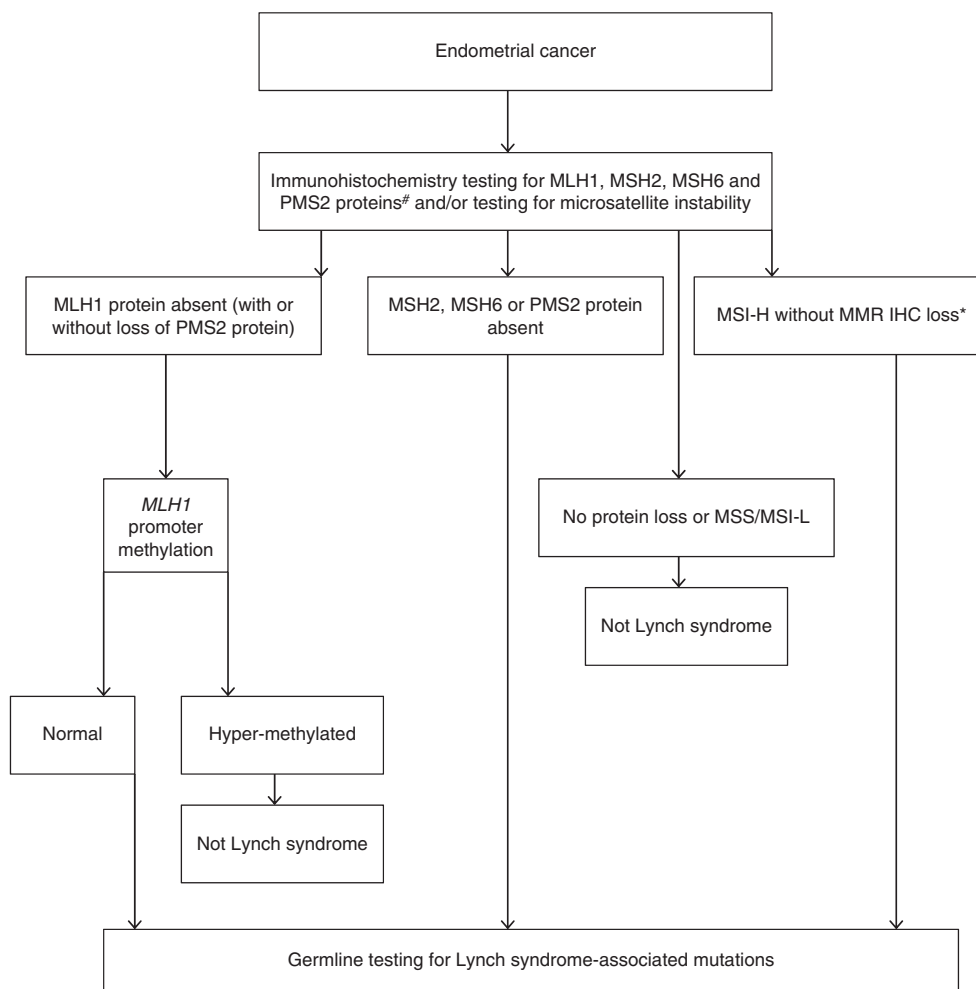 Endometrial cancer
Immunohistochemistry testing for MLH1, MSH2, MSH6 and
PMS2 proteins# and/or testing for microsatellite instability
MLH1 protein absent (with or
without loss of PMS2 protein)
MSH2, MSH6 or PMS2 protein
absent
MSI-H without MMR IHC loss*
MLH1
promoter
methylation
No protein loss or MSS/MSI-L
Not Lynch syndrome
Normal
Hyper-methylated
Not Lynch syndrome
Germline testing for Lynch syndrome-associated mutations